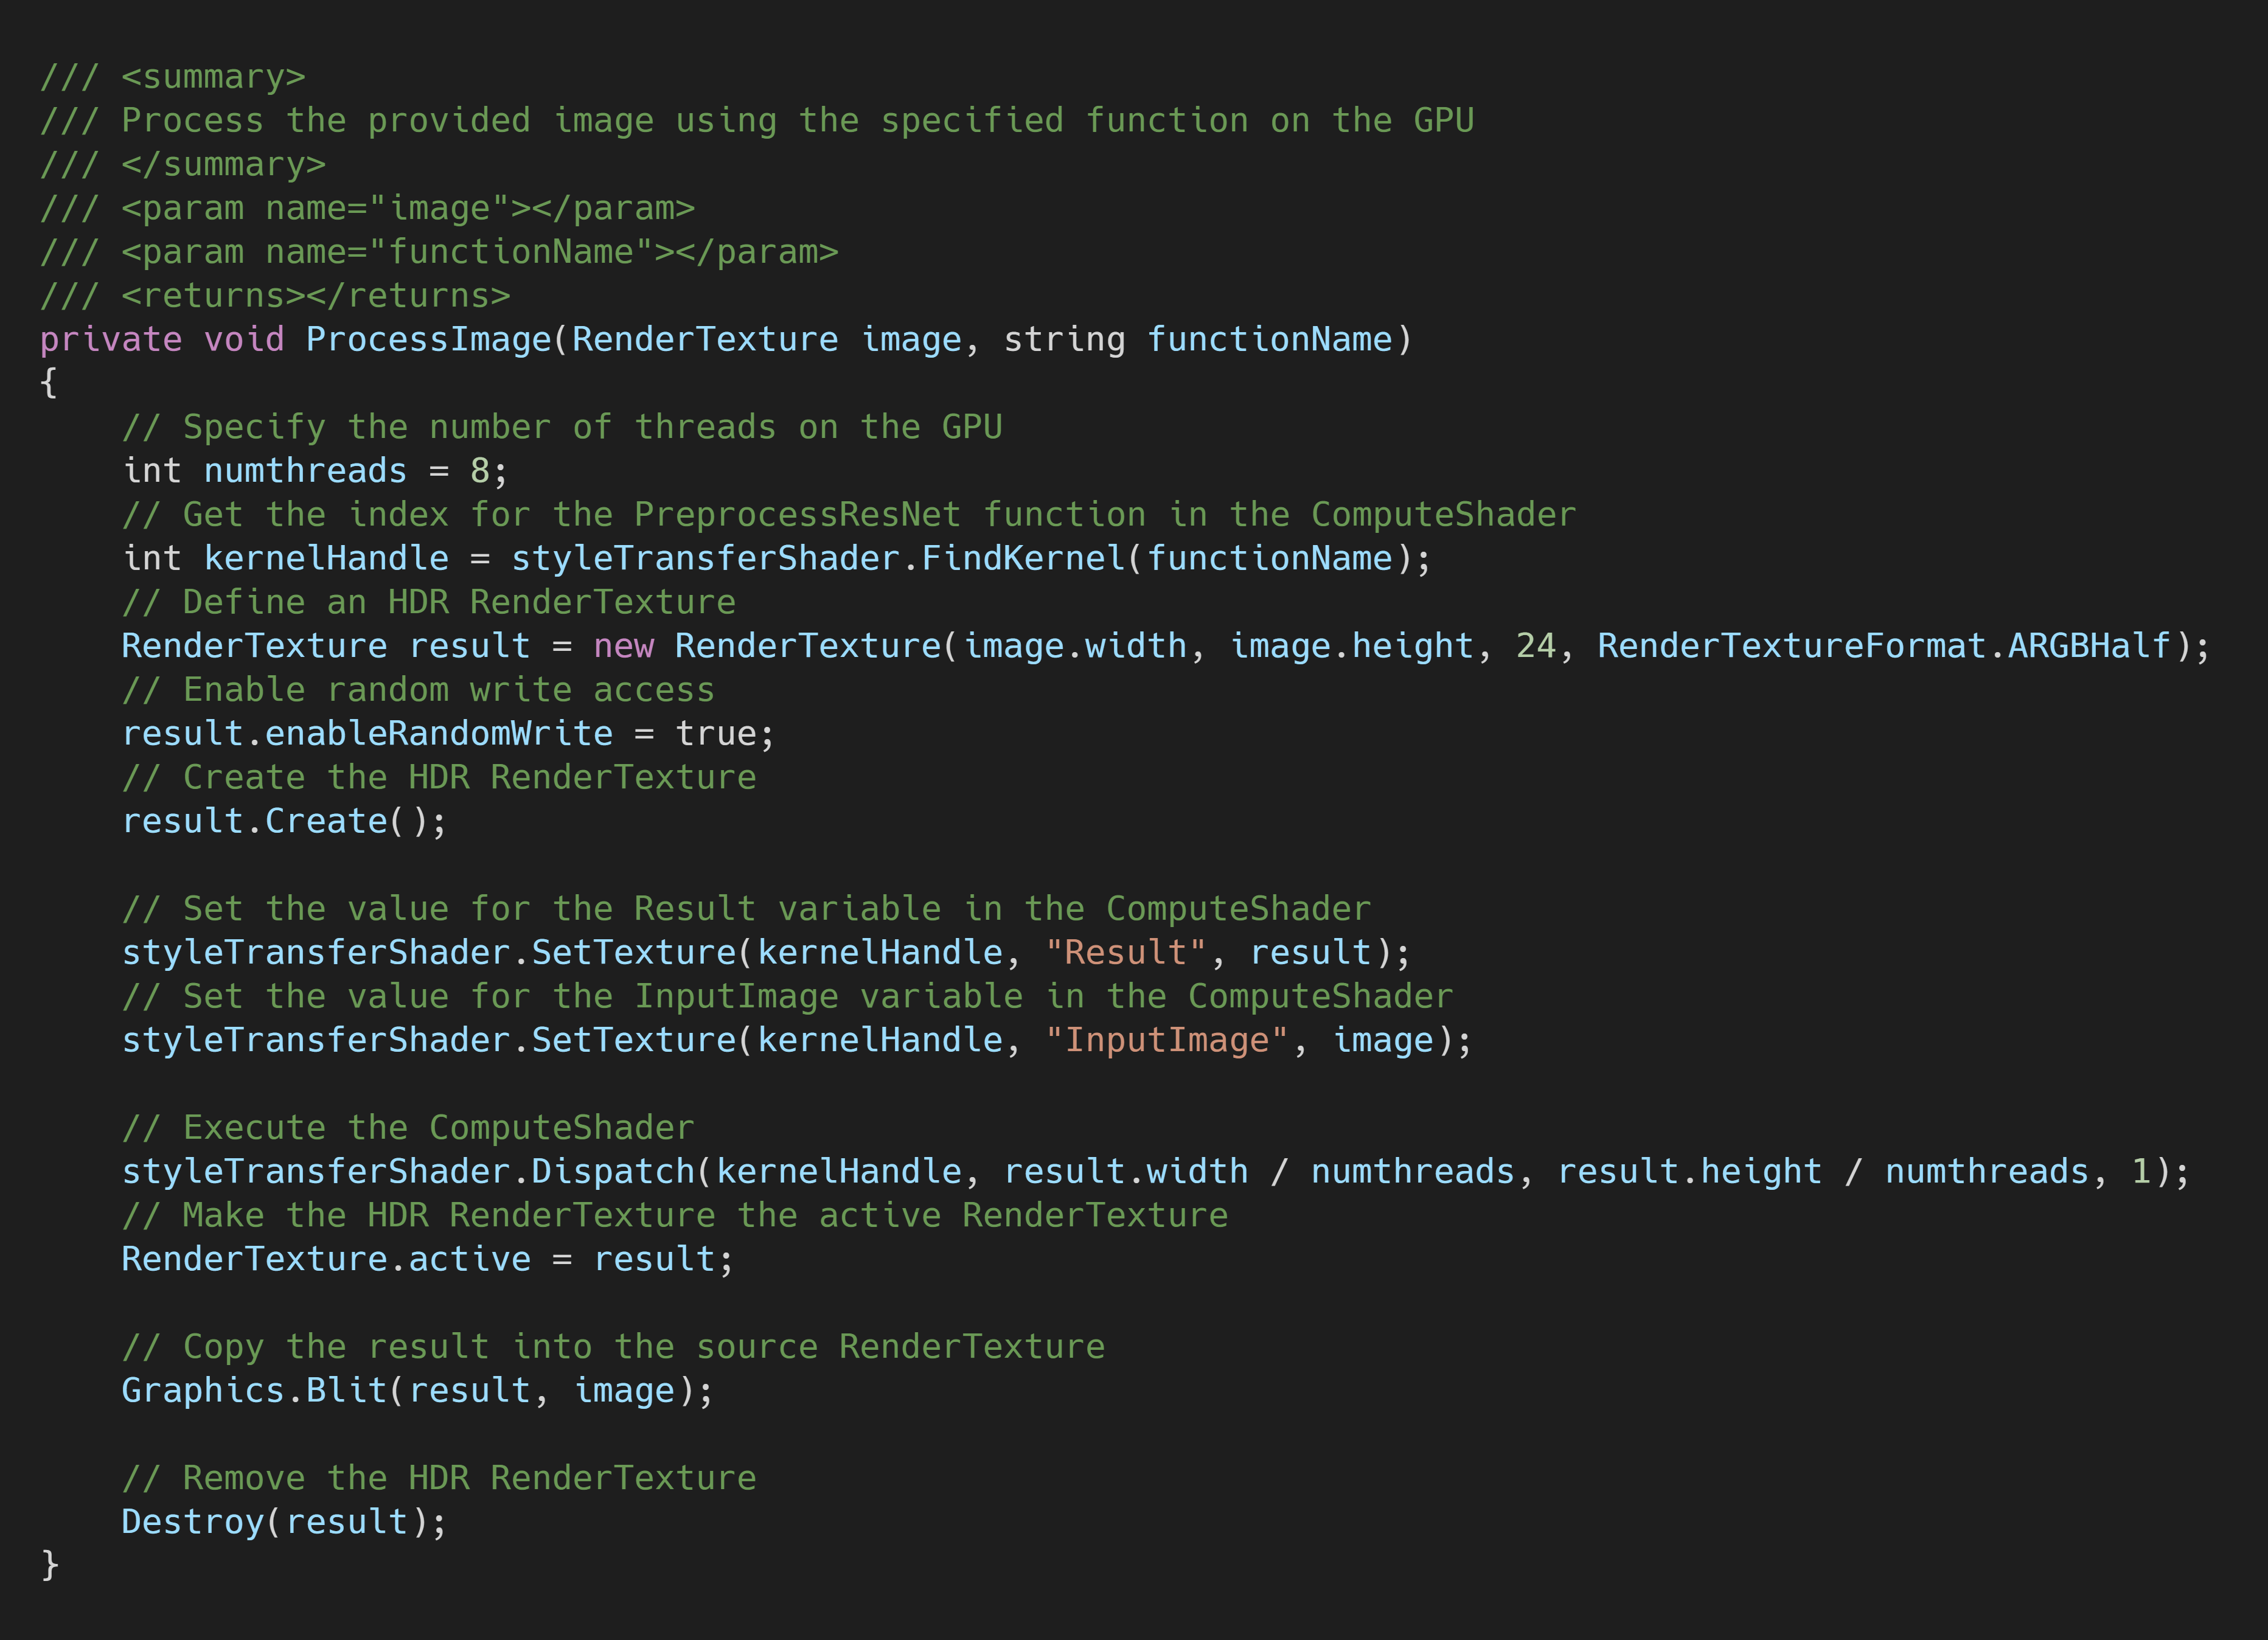 /// <summary>
/// Process the provided image using the specified function on the GPU
/// </summary>
/// <param name="image"></param>
/// <param name="functionName"></param>
/// <returns></returns>
private void ProcessImage(RenderTexture image, string functionName)
{
    // Specify the number of threads on the GPU
    int numthreads = 8;
    // Get the index for the PreprocessResNet function in the ComputeShader
    int kernelHandle = styleTransferShader.FindKernel(functionName);
    // Define an HDR RenderTexture
    RenderTexture result = new RenderTexture(image.width, image.height, 24, RenderTextureFormat.ARGBHalf);
    // Enable random write access
    result.enableRandomWrite = true;
    // Create the HDR RenderTexture
    result.Create();

    // Set the value for the Result variable in the ComputeShader
    styleTransferShader.SetTexture(kernelHandle, "Result", result);
    // Set the value for the InputImage variable in the ComputeShader
    styleTransferShader.SetTexture(kernelHandle, "InputImage", image);

    // Execute the ComputeShader
    styleTransferShader.Dispatch(kernelHandle, result.width / numthreads, result.height / numthreads, 1);
    // Make the HDR RenderTexture the active RenderTexture
    RenderTexture.active = result;

    // Copy the result into the source RenderTexture
    Graphics.Blit(result, image);

    // Remove the HDR RenderTexture
    Destroy(result);
}